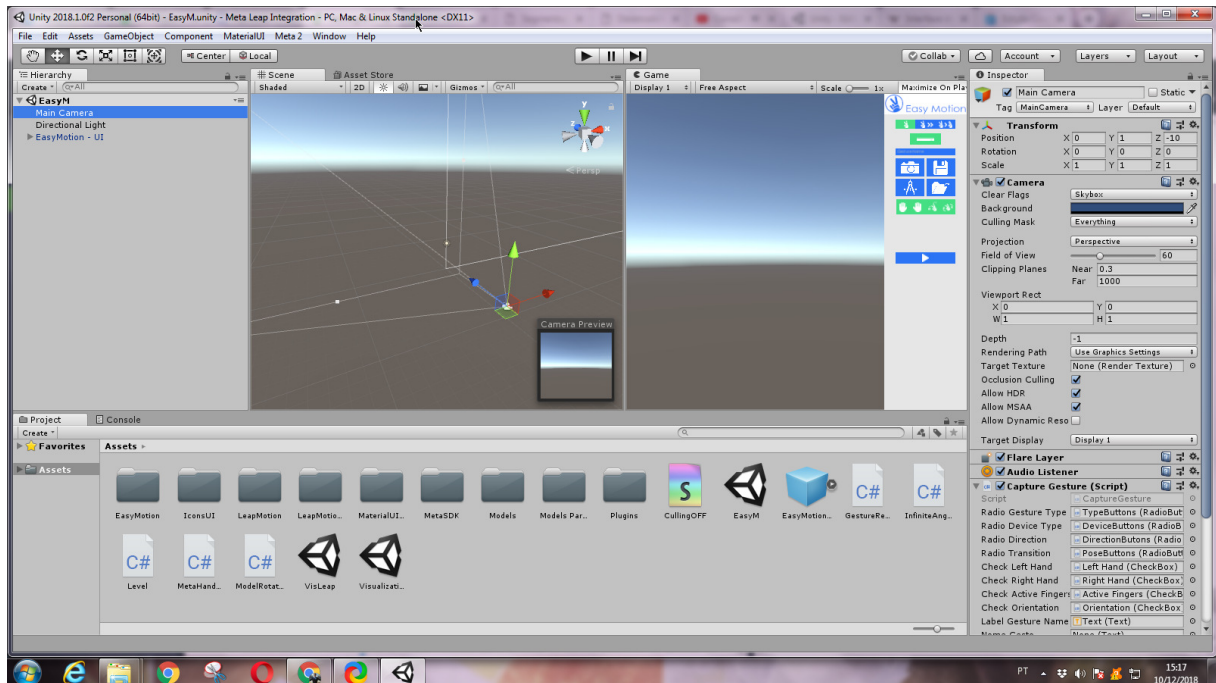 Unity 2018.1.0f2 Personal (64bit) - EasyM.unity - Meta Leap Integration - PC, Mac & Linux Standalone <DX11>
File Edit Assets GameObject Component MaterialUI Meta 2 Window Help
Center Local Collab Account Layers Layout
Hierarchy
Create All
EasyM
Main Camera
Directional Light
EasyMotion - UI
Scene Asset Store
Shaded 2D Gizmos All
y
x
Persp
Camera Preview
Game
Display 1 Free Aspect Scale 1x Maximize On Play
Easy Motion
Inspector
Main Camera Static
Tag MainCamera Layer Default
Transform
Position X 0 Y 1 Z -10
Rotation X 0 Y 0 Z 0
Scale X 1 Y 1 Z 1
Camera
Clear Flags Skybox
Background
Culling Mask Everything
Projection Perspective
Field of View 60
Clipping Planes Near 0.3
Far 1000
Viewport Rect
X 0 Y 0
W 1 H 1
Depth -1
Rendering Path Use Graphics Settings
Target Texture None (Render Texture)
Occlusion Culling
Allow HDR
Allow MSAA
Allow Dynamic Reso
Target Display Display 1
Flare Layer
Audio Listener
Capture Gesture (Script)
Script CaptureGesture
Radio Gesture Type TypeButtons (RadioBut
Radio Device Type DeviceButtons (RadioB
Radio Direction DirectionButons (Radio
Radio Transition PoseButtons (RadioButt
Check Left Hand Left Hand (CheckBox)
Check Right Hand Right Hand (CheckBox)
Check Active Fingers Active Fingers (CheckB
Check Orientation Orientation (CheckBox
Label Gesture Name Text (Text)
Project Console
Create
Favorites
Assets
Assets
EasyMotion IconsUI LeapMotion LeapMotio... MaterialUI... MetaSDK Models Models Par... Plugins CullingOFF EasyM EasyMotion... GestureRe... InfiniteAng...
C# C#
C# C# C#
Level MetaHand... ModelRotat... VisLeap Visualizati...
PT 15:17
10/12/2018